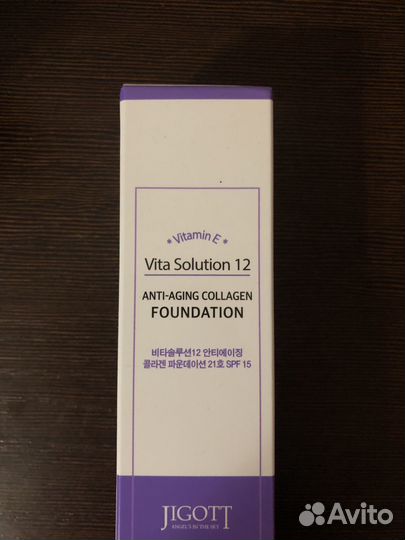 * Vitamin E *
Vita Solution 12
ANTI-AGING COLLAGEN
FOUNDATION
비타솔루션12 안티에이징
콜라겐 파운데이션 21호 SPF 15
JIGOTT
ANGEL'S IN THE SKY
Avito